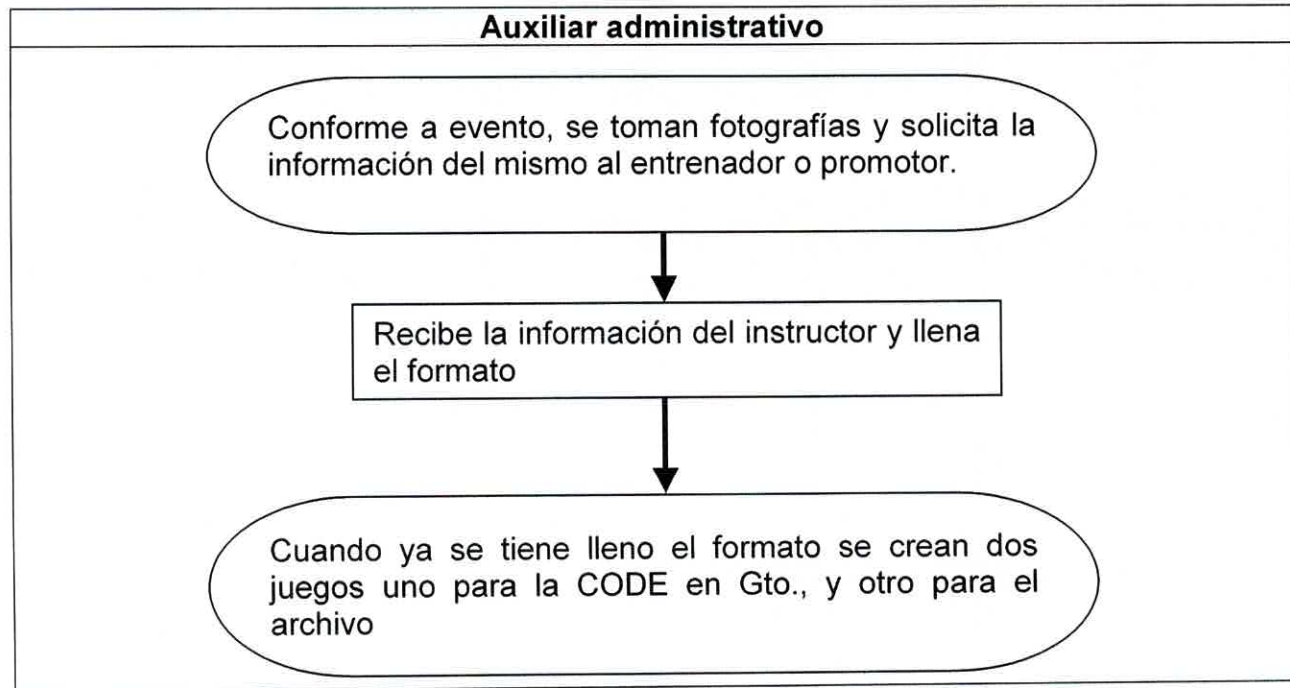 Auxiliar administrativo
Conforme a evento, se toman fotografías y solicita la
información del mismo al entrenador o promotor.
Recibe la información del instructor y llena
el formato
Cuando ya se tiene lleno el formato se crean dos
juegos uno para la CODE en Gto., y otro para el
archivo